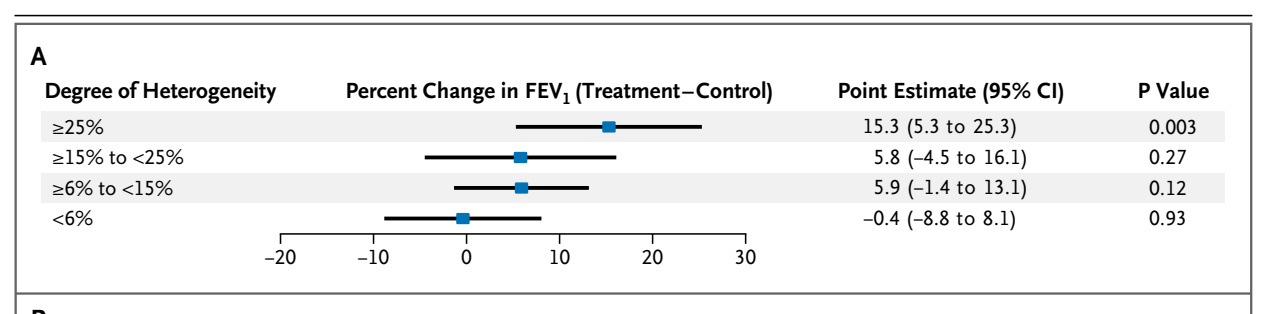 A
Degree of Heterogeneity Percent Change in FEV1 (Treatment–Control) Point Estimate (95% CI) P Value
≥25% 15.3 (5.3 to 25.3) 0.003
≥15% to <25% 5.8 (–4.5 to 16.1) 0.27
≥6% to <15% 5.9 (–1.4 to 13.1) 0.12
<6% –0.4 (–8.8 to 8.1) 0.93
–20 –10 0 10 20 30